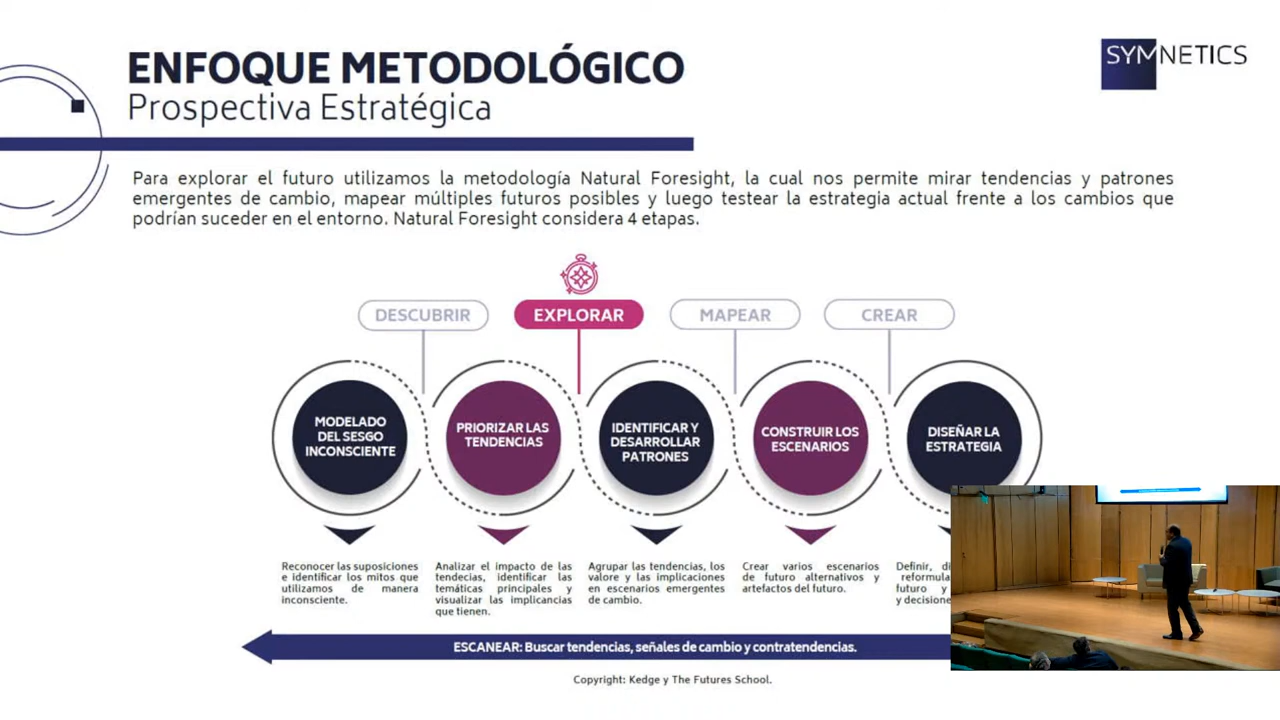 ENFOQUE METODOLÓGICO
Prospectiva Estratégica
SYMNETICS
Para explorar el futuro utilizamos la metodología Natural Foresight, la cual nos permite mirar tendencias y patrones
emergentes de cambio, mapear múltiples futuros posibles y luego testear la estrategia actual frente a los cambios que
podrían suceder en el entorno. Natural Foresight considera 4 etapas.
DESCUBRIR
EXPLORAR
MAPEAR
CREAR
MODELADO
DEL SESGO
INCONSCIENTE
PRIORIZAR LAS
TENDENCIAS
IDENTIFICAR Y
DESARROLLAR
PATRONES
CONSTRUIR LOS
ESCENARIOS
DISEÑAR LA
ESTRATEGIA
Reconocer las suposiciones
e identificar los mitos que
utilizamos de manera
inconsciente.
Analizar el impacto de las
tendecias, identificar las
temáticas principales y
visualizar las implicancias
que tienen.
Agrupar las tendencias, los
valore y las implicaciones
en escenarios emergentes
de cambio.
Crear varios escenarios
de futuro alternativos y
artefactos del futuro.
Definir,
reformula
futuro y
y decisione
ESCANEAR: Buscar tendencias, señales de cambio y contratendencias.
Copyright: Kedge y The Futures School.